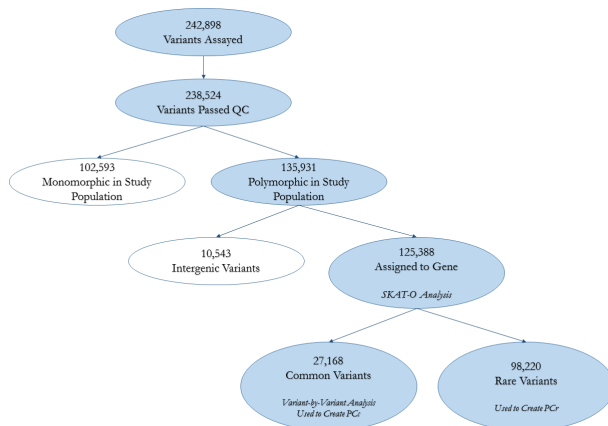 242,898
Variants Assayed
238,524
Variants Passed QC
102,593
Monomorphic in Study
Population
135,931
Polymorphic in Study
Population
10,543
Intergenic Variants
125,388
Assigned to Gene
SKAT-O Analysis
27,168
Common Variants
Variant-by-Variant Analysis
Used to Create PCs
98,220
Rare Variants
Used to Create PCr